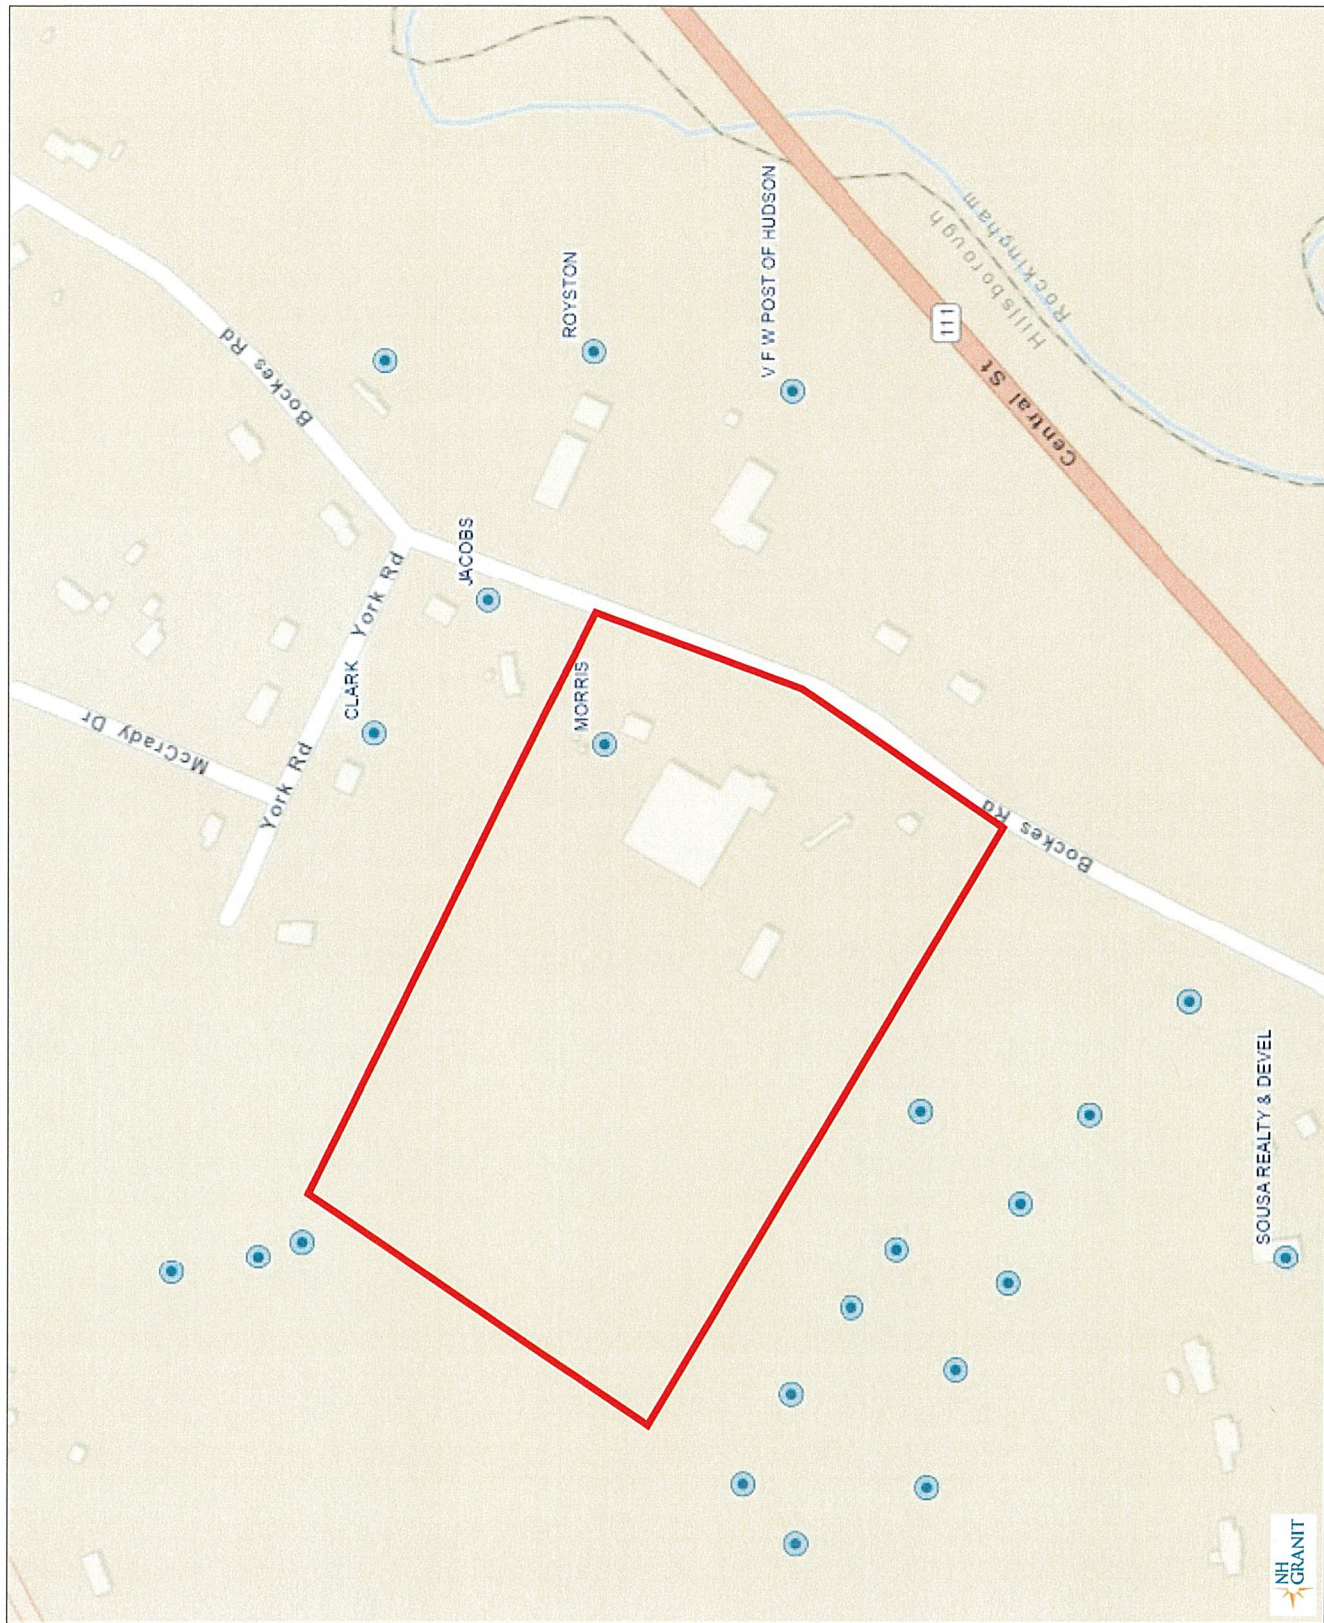 Bockes Rd
ROYSTON
V F W POST OF HUDSON
111
Hillsborough
Rockingham
Central St
JACOBS
York Rd
CLARK
MORRIS
McCrady Dr
York Rd
Bockes Rd
SOUSA REALTY & DEVEL
NH
GRANIT